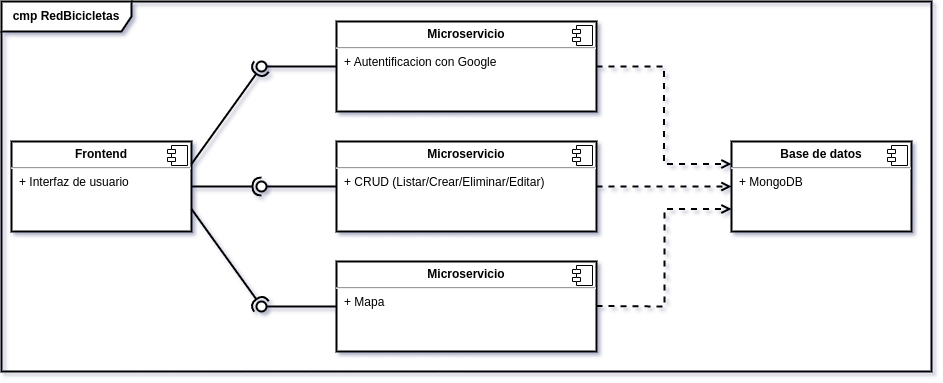 cmp RedBicicletas
Microservicio
+ Autentificacion con Google
Frontend
+ Interfaz de usuario
Microservicio
+ CRUD (Listar/Crear/Eliminar/Editar)
Base de datos
+ MongoDB
Microservicio
+ Mapa